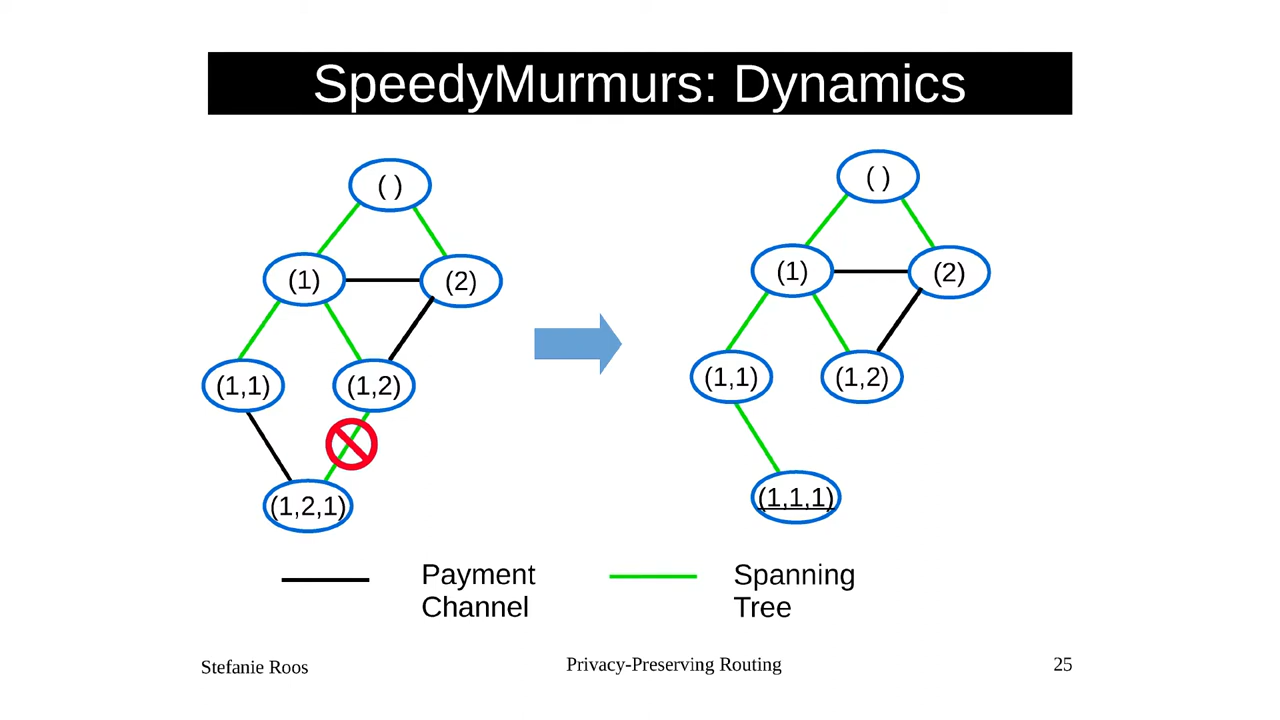 SpeedyMurmurs: Dynamics
( )
( )
(1)
(2)
(1)
(2)
(1,1)
(1,2)
(1,1)
(1,2)
(1,2,1)
(1,1,1)
Payment
Channel
Spanning
Tree
Stefanie Roos
Privacy-Preserving Routing
25